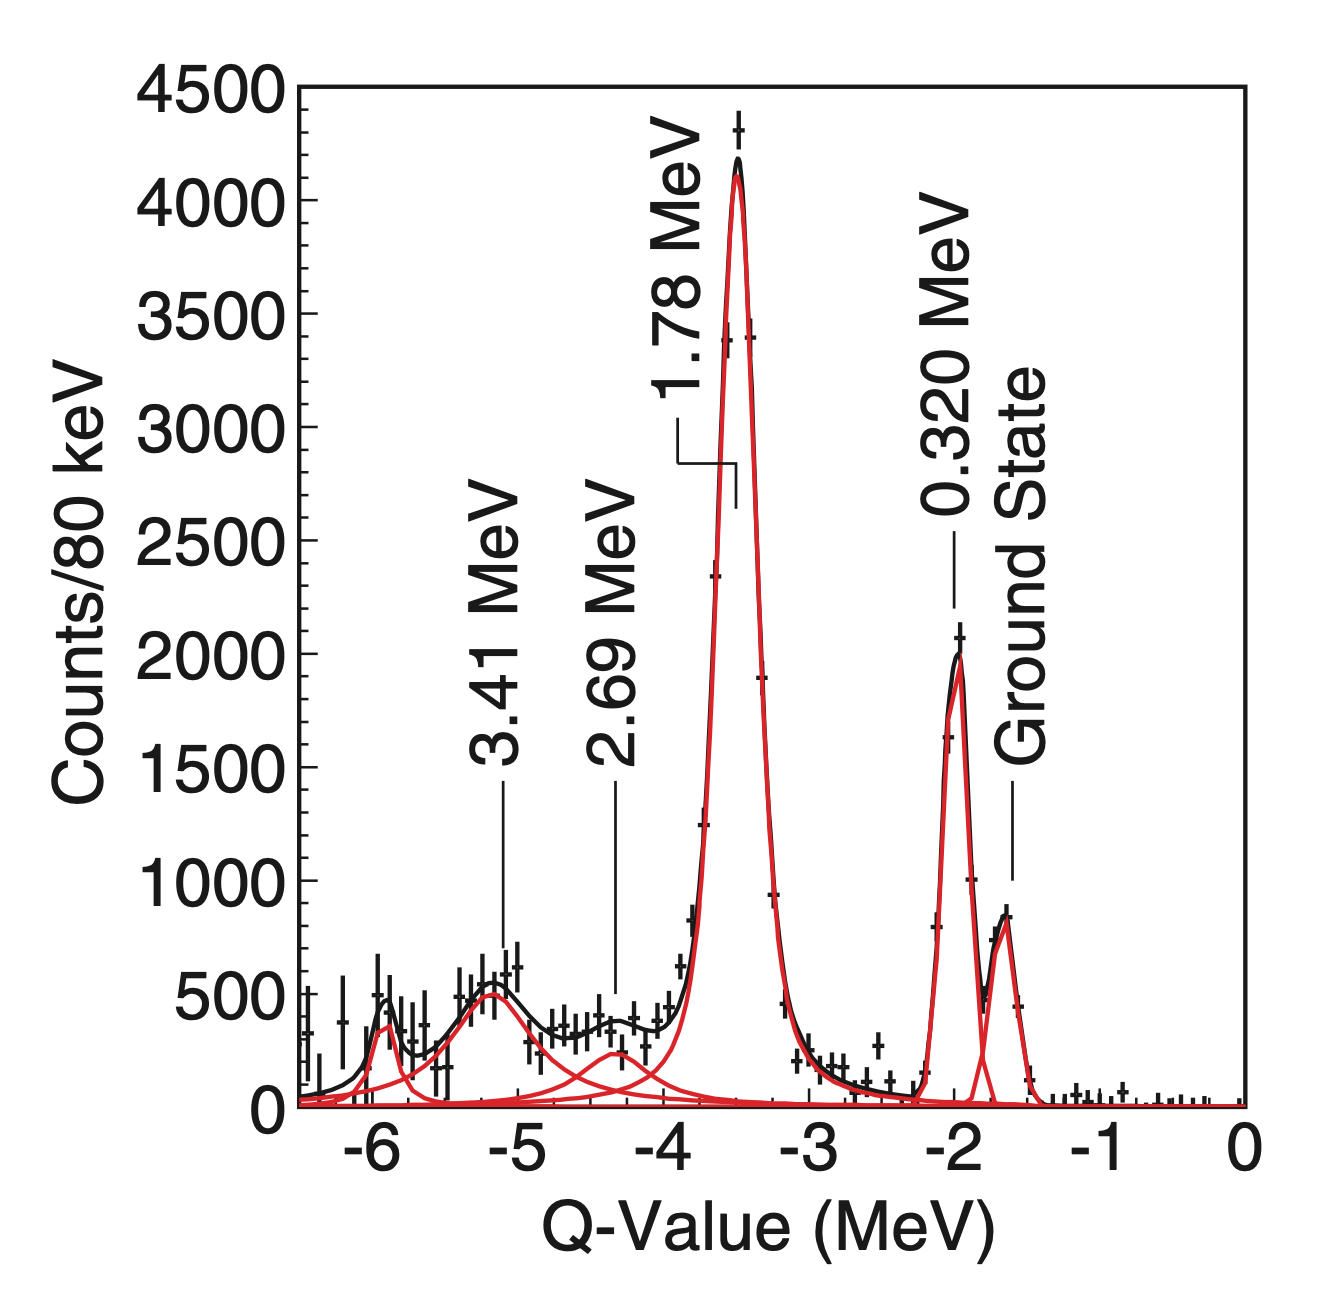 4500
4000
3500
3000
2500
2000
1500
1000
500
0
Counts/80 keV
3.41 MeV
2.69 MeV
1.78 MeV
0.320 MeV
Ground State
-6 -5 -4 -3 -2 -1 0
Q-Value (MeV)